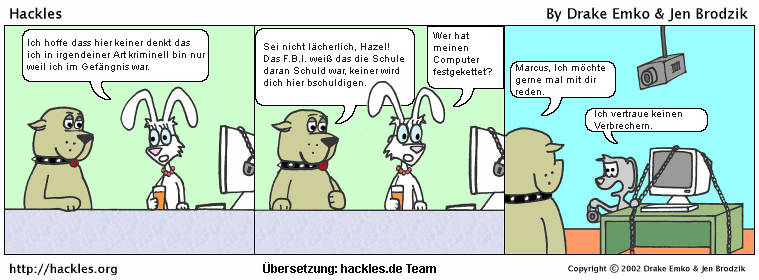 Hackles
By Drake Emko & Jen Brodzik
Ich hoffe dass hier keiner denkt das
ich in irgendeiner Art kriminell bin nur
weil ich im Gefängnis war.
Sei nicht lächerlich, Hazel!
Das F.B.I. weiß das die Schule
daran Schuld war, keiner wird
dich hier bschuldigen.
Wer hat
meinen
Computer
festgekettet?
Marcus, Ich möchte
gerne mal mit dir
reden.
Ich vertraue keinen
Verbrechern.
http://hackles.org
Übersetzung: hackles.de Team
Copyright © 2002 Drake Emko & Jen Brodzik